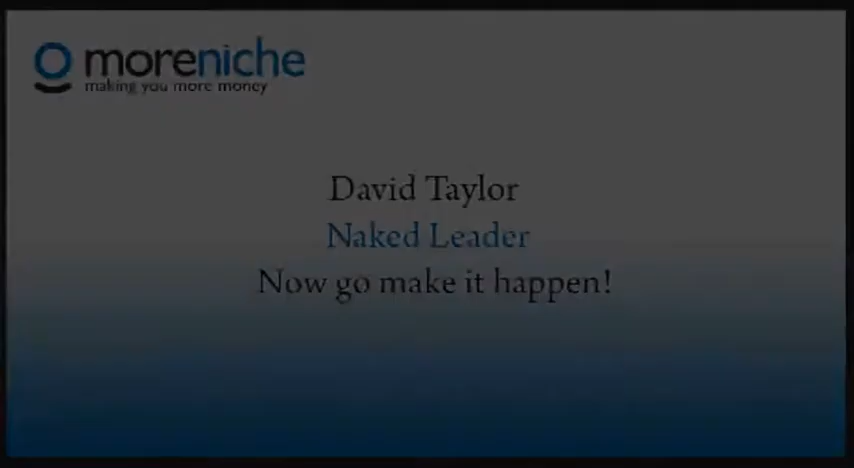 moreniche
making you more money
David Taylor
Naked Leader
Now go make it happen!